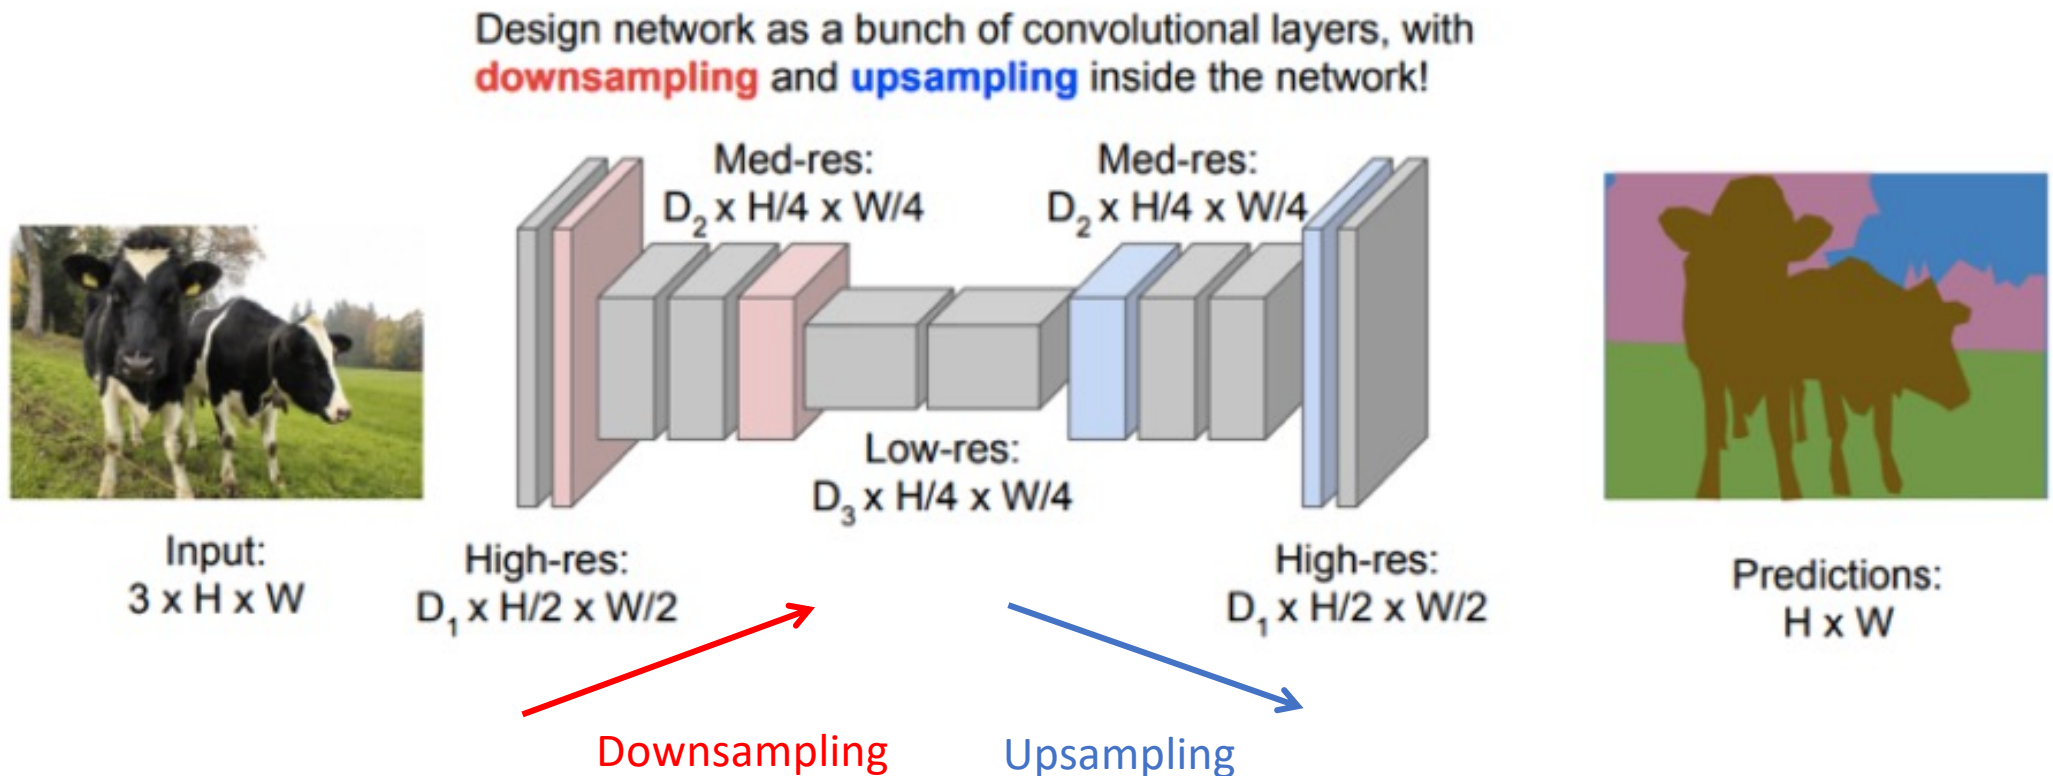 Design network as a bunch of convolutional layers, with
downsampling and upsampling inside the network!
Med-res:
D₂ x H/4 x W/4
Med-res:
D₂ x H/4 x W/4
Low-res:
D₃ x H/4 x W/4
Input:
3 x H x W
High-res:
D₁ x H/2 x W/2
High-res:
D₁ x H/2 x W/2
Predictions:
H x W
Downsampling
Upsampling